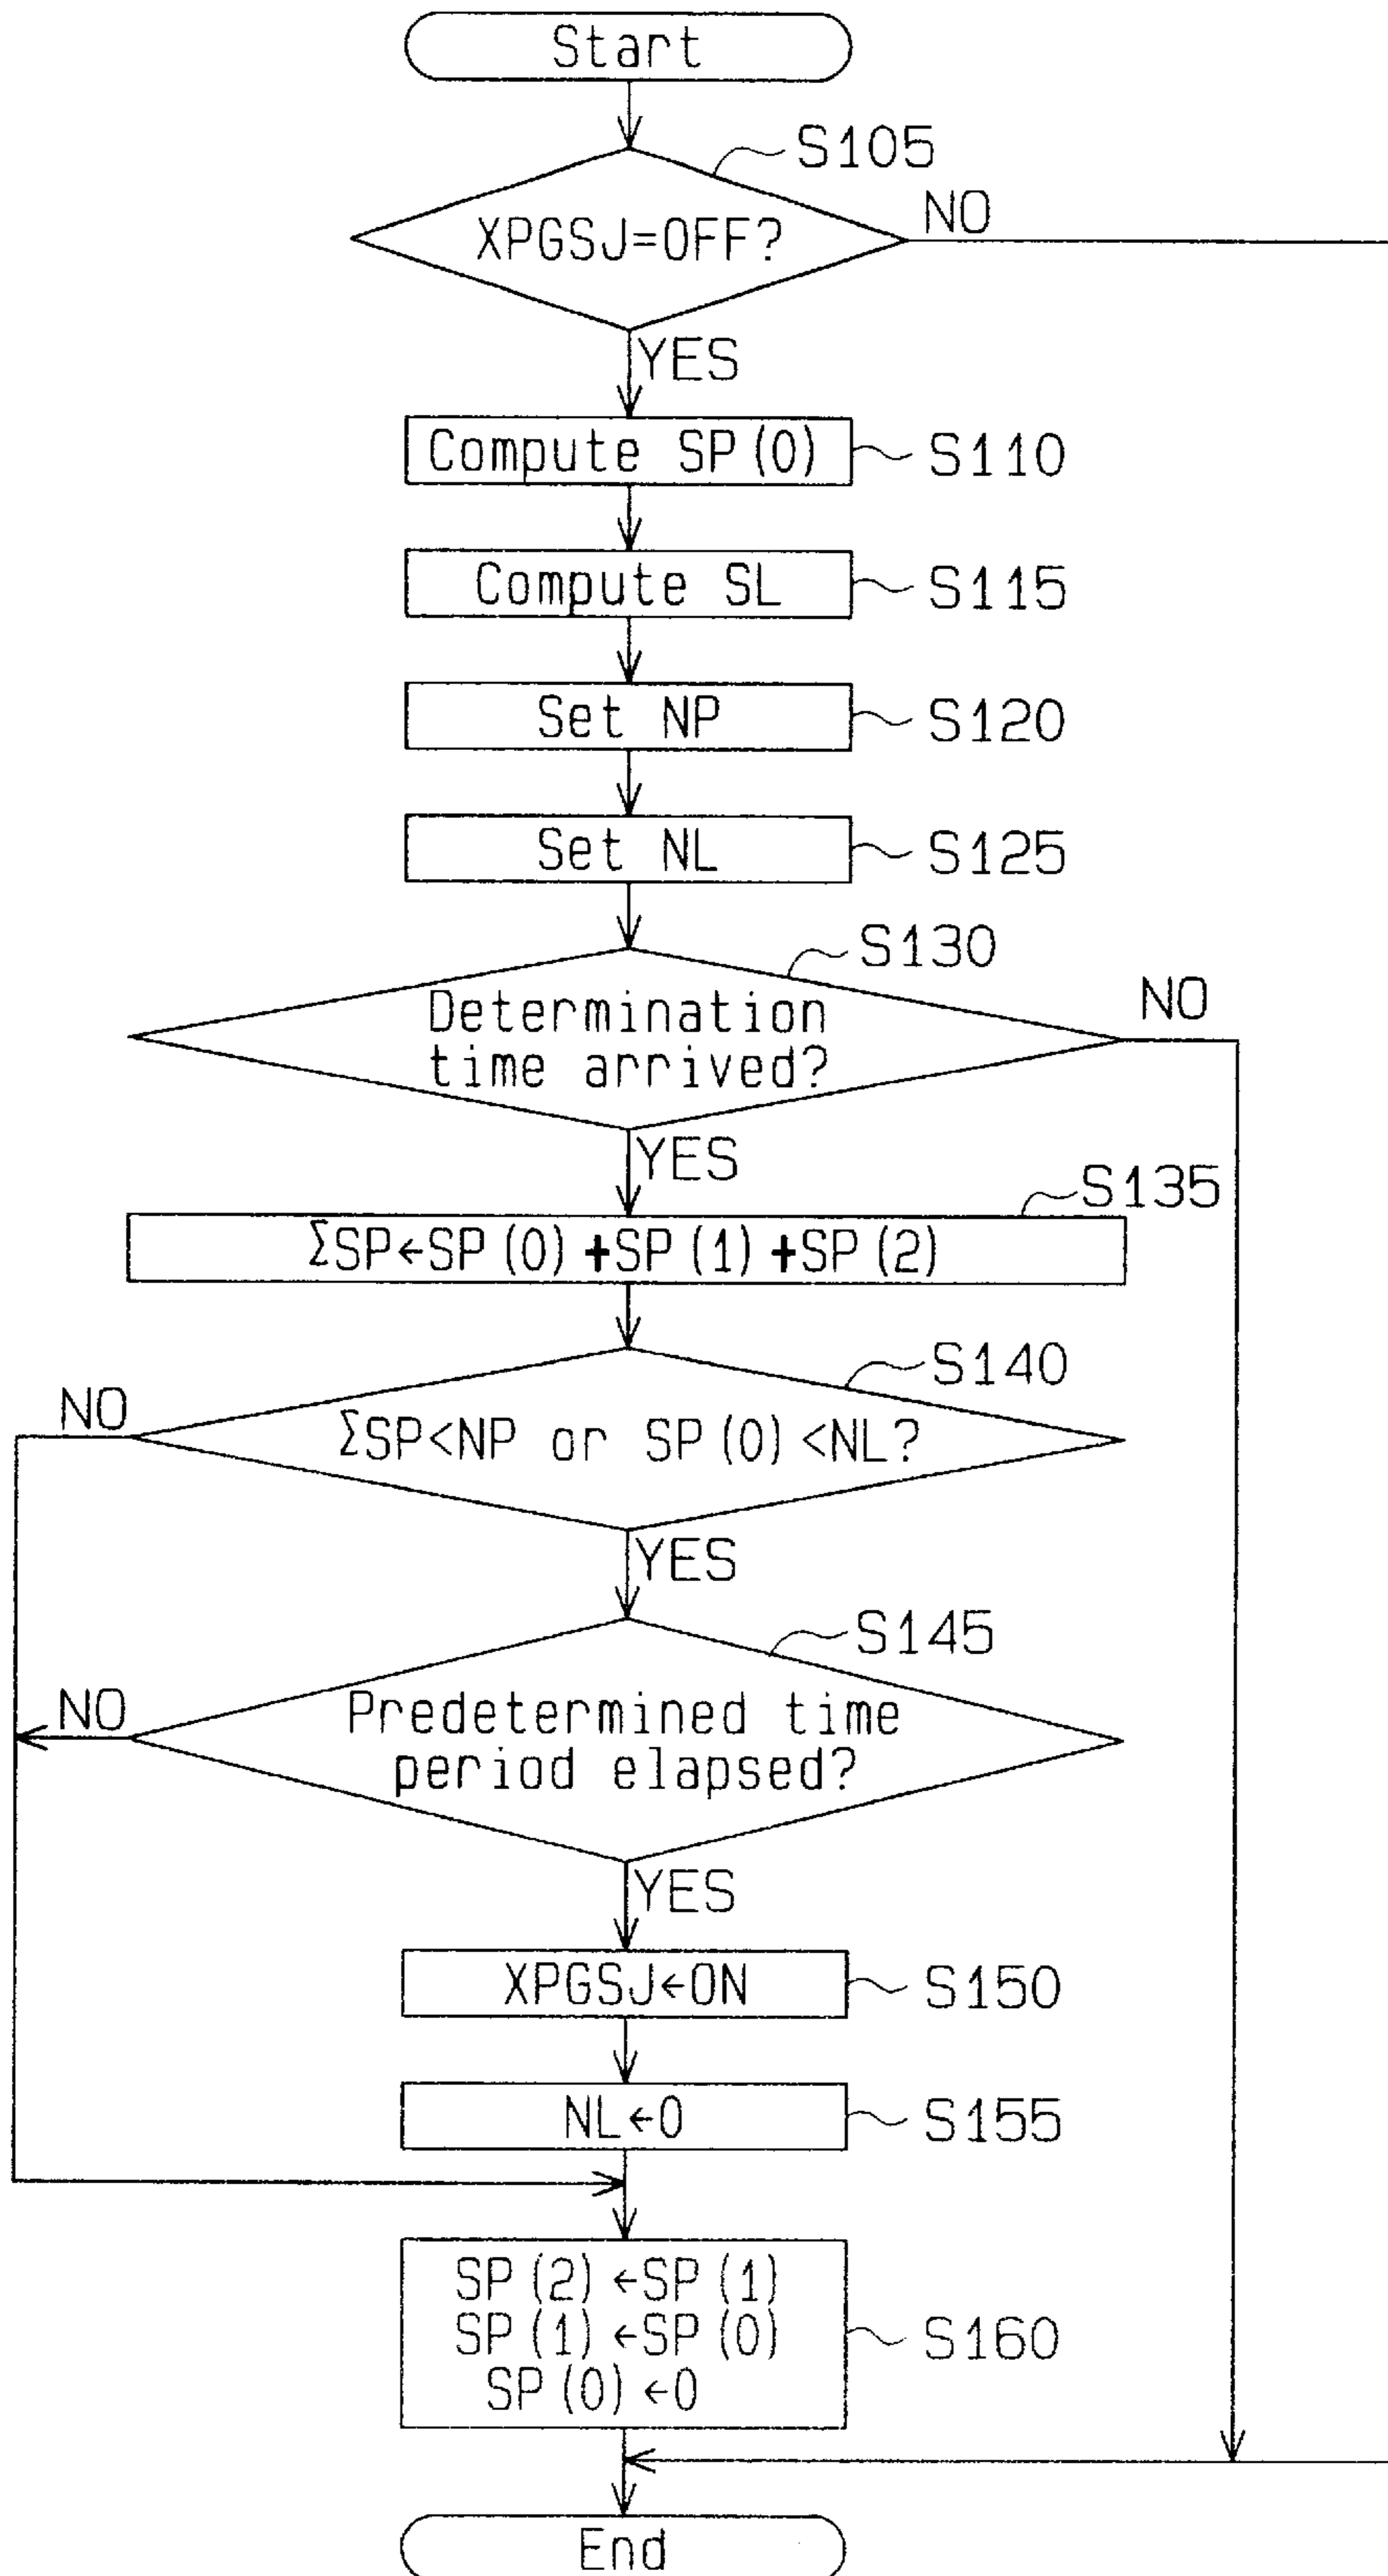 Start
S105
XPGSJ=OFF?
NO
YES
Compute SP(0)
S110
Compute SL
S115
Set NP
S120
Set NL
S125
S130
Determination
time arrived?
NO
YES
S135
ΣSP←SP(0)+SP(1)+SP(2)
S140
NO
ΣSP<NP or SP(0)<NL?
YES
S145
NO
Predetermined time
period elapsed?
YES
XPGSJ←ON
S150
NL←0
S155
SP(2)←SP(1)
SP(1)←SP(0)
SP(0)←0
S160
End